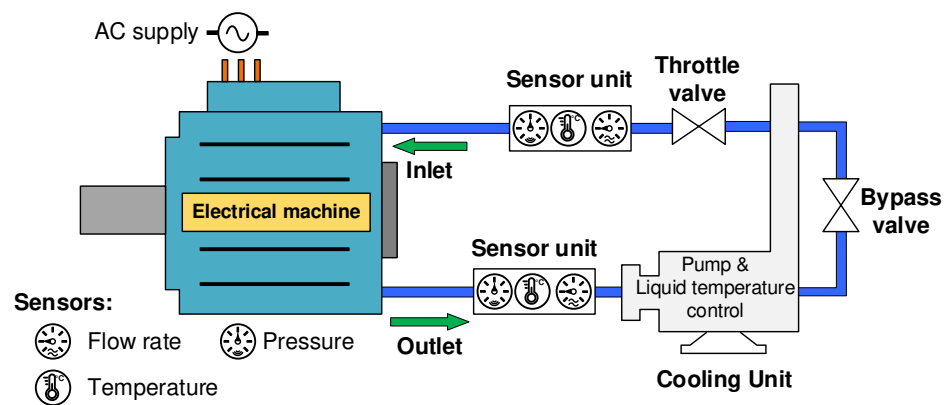 AC supply
Sensor unit
Throttle
valve
Inlet
Electrical machine
Bypass
valve
Sensor unit
Pump &
Liquid temperature
control
Sensors:
Flow rate
Pressure
Outlet
Temperature
Cooling Unit
°C
°C
°C